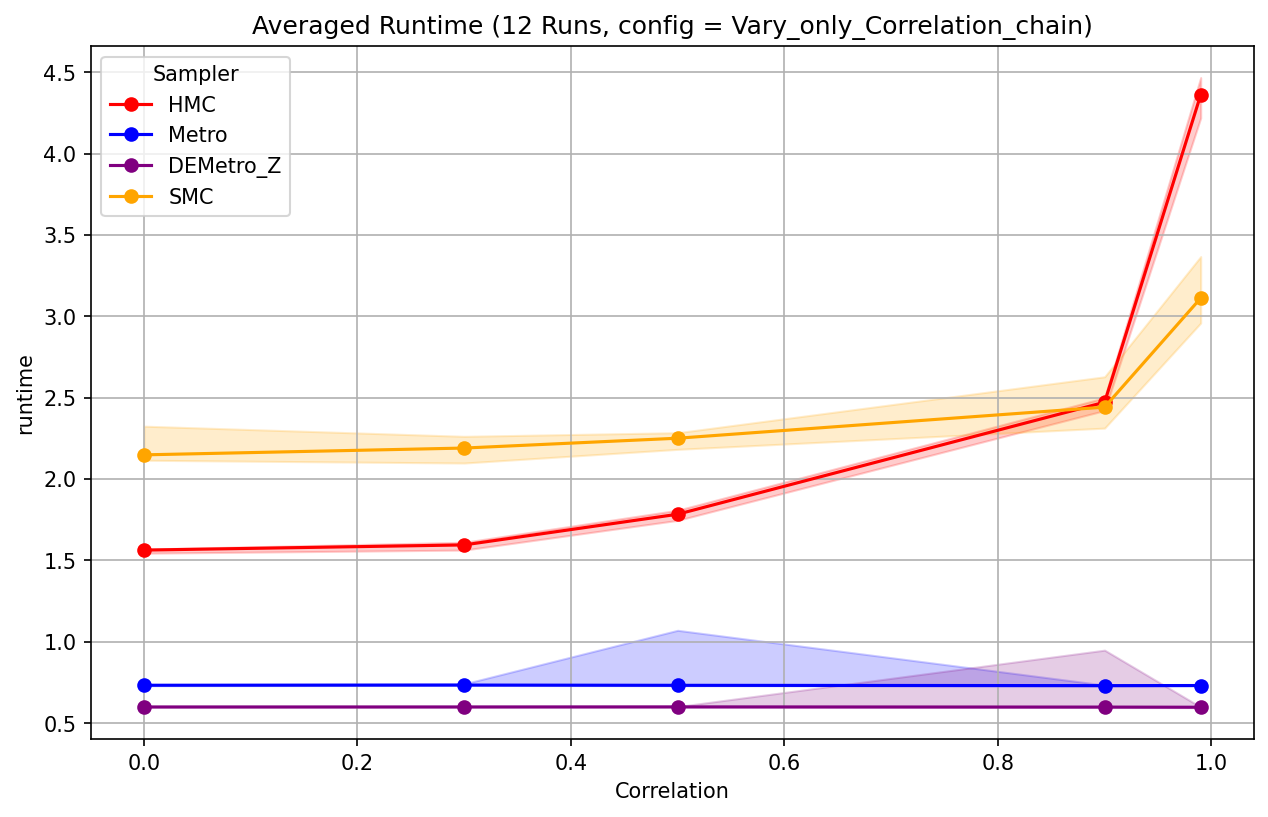 Averaged Runtime (12 Runs, config = Vary_only_Correlation_chain)
Sampler
HMC
Metro
DEMetro_Z
SMC
4.5
4.0
3.5
3.0
2.5
2.0
1.5
1.0
0.5
runtime
0.0 0.2 0.4 0.6 0.8 1.0
Correlation